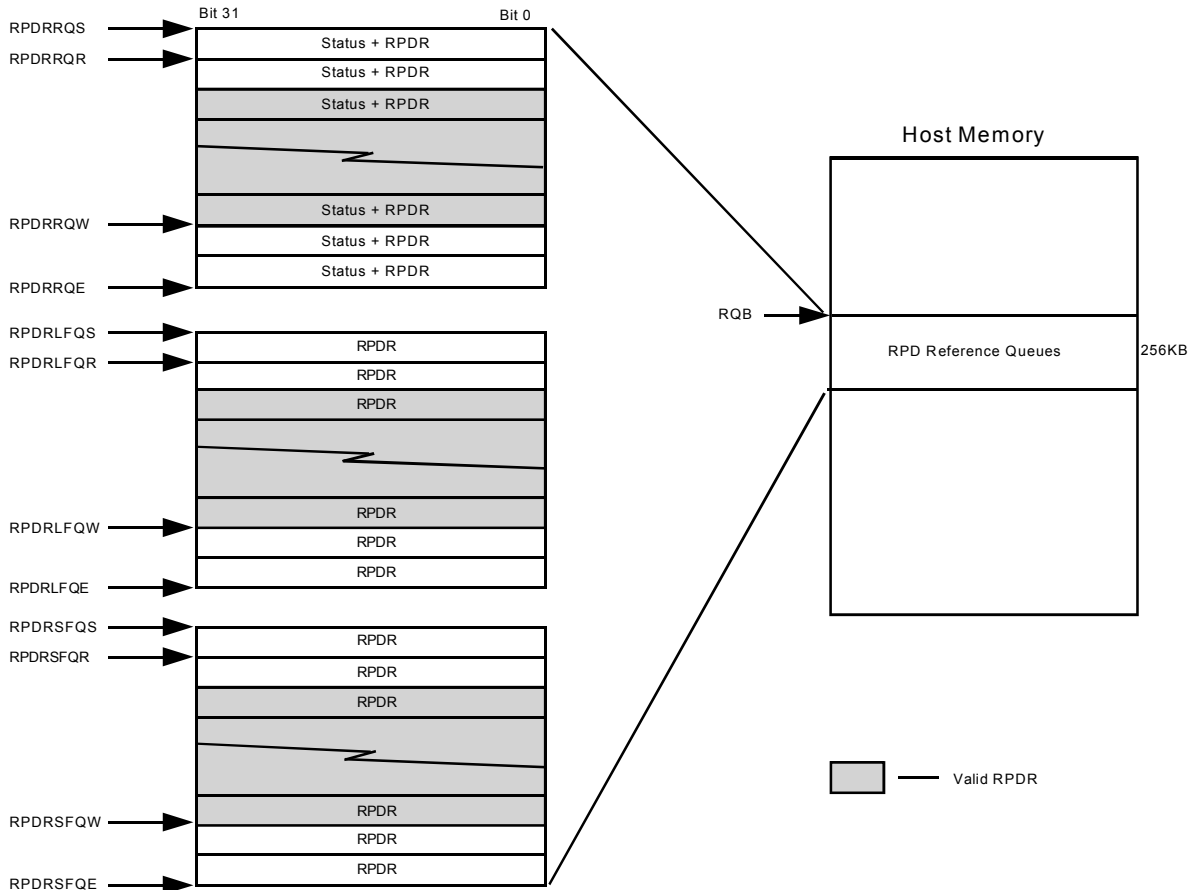 Bit 31 Bit 0
RPDRRQS
Status + RPDR
RPDRRQR
Status + RPDR
Status + RPDR
Status + RPDR
RPDRRQW
Status + RPDR
Status + RPDR
RPDRRQE
RPDRLFQS
RPDR
RPDRLFQR
RPDR
RPDR
RPDR
RPDRLFQW
RPDR
RPDR
RPDRLFQE
RPDRSFQS
RPDR
RPDRSFQR
RPDR
RPDR
RPDR
RPDRSFQW
RPDR
RPDR
RPDRSFQE
Host Memory
RQB
RPD Reference Queues
256KB
Valid RPDR